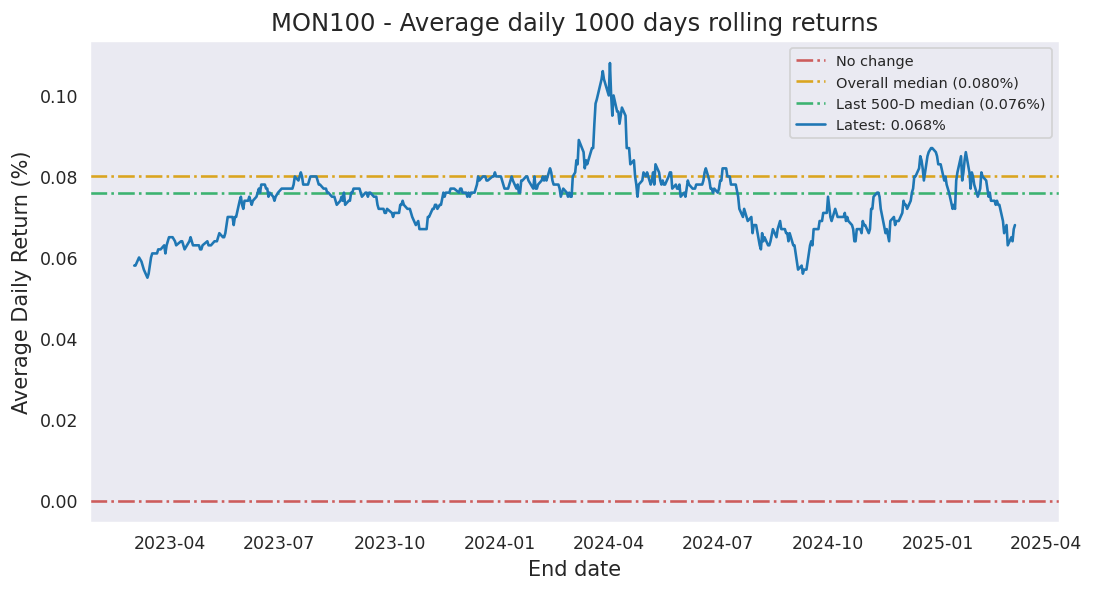 MON100 - Average daily 1000 days rolling returns
No change
Overall median (0.080%)
Last 500-D median (0.076%)
Latest: 0.068%
Average Daily Return (%)
0.10
0.08
0.06
0.04
0.02
0.00
2023-04 2023-07 2023-10 2024-01 2024-04 2024-07 2024-10 2025-01 2025-04
End date